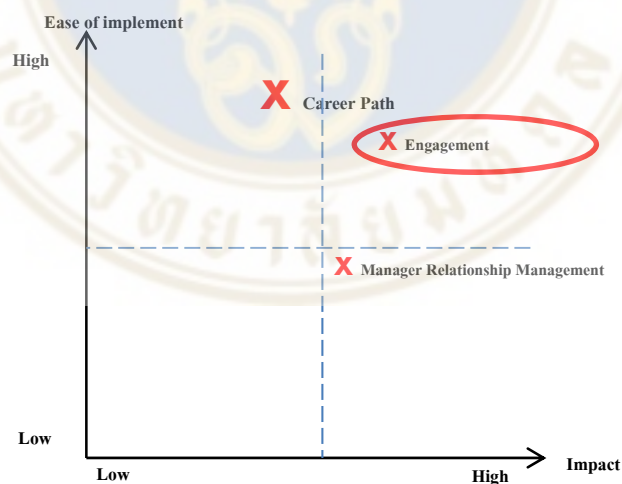 Ease of implement
High
X Career Path
X Engagement
X Manager Relationship Management
Low
Low
High
Impact